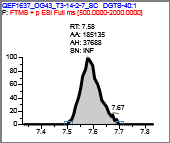 QEF1637_OG43_T3-14-2-7_SC DGT8-40:1
F: FTMS + p ESI Full ms [500.0000-2000.0000]
RT: 7.58
AA: 185135
AH: 37688
SN: INF
100
80
60
40
20
0
7.67
7.4 7.5 7.6 7.7 7.8